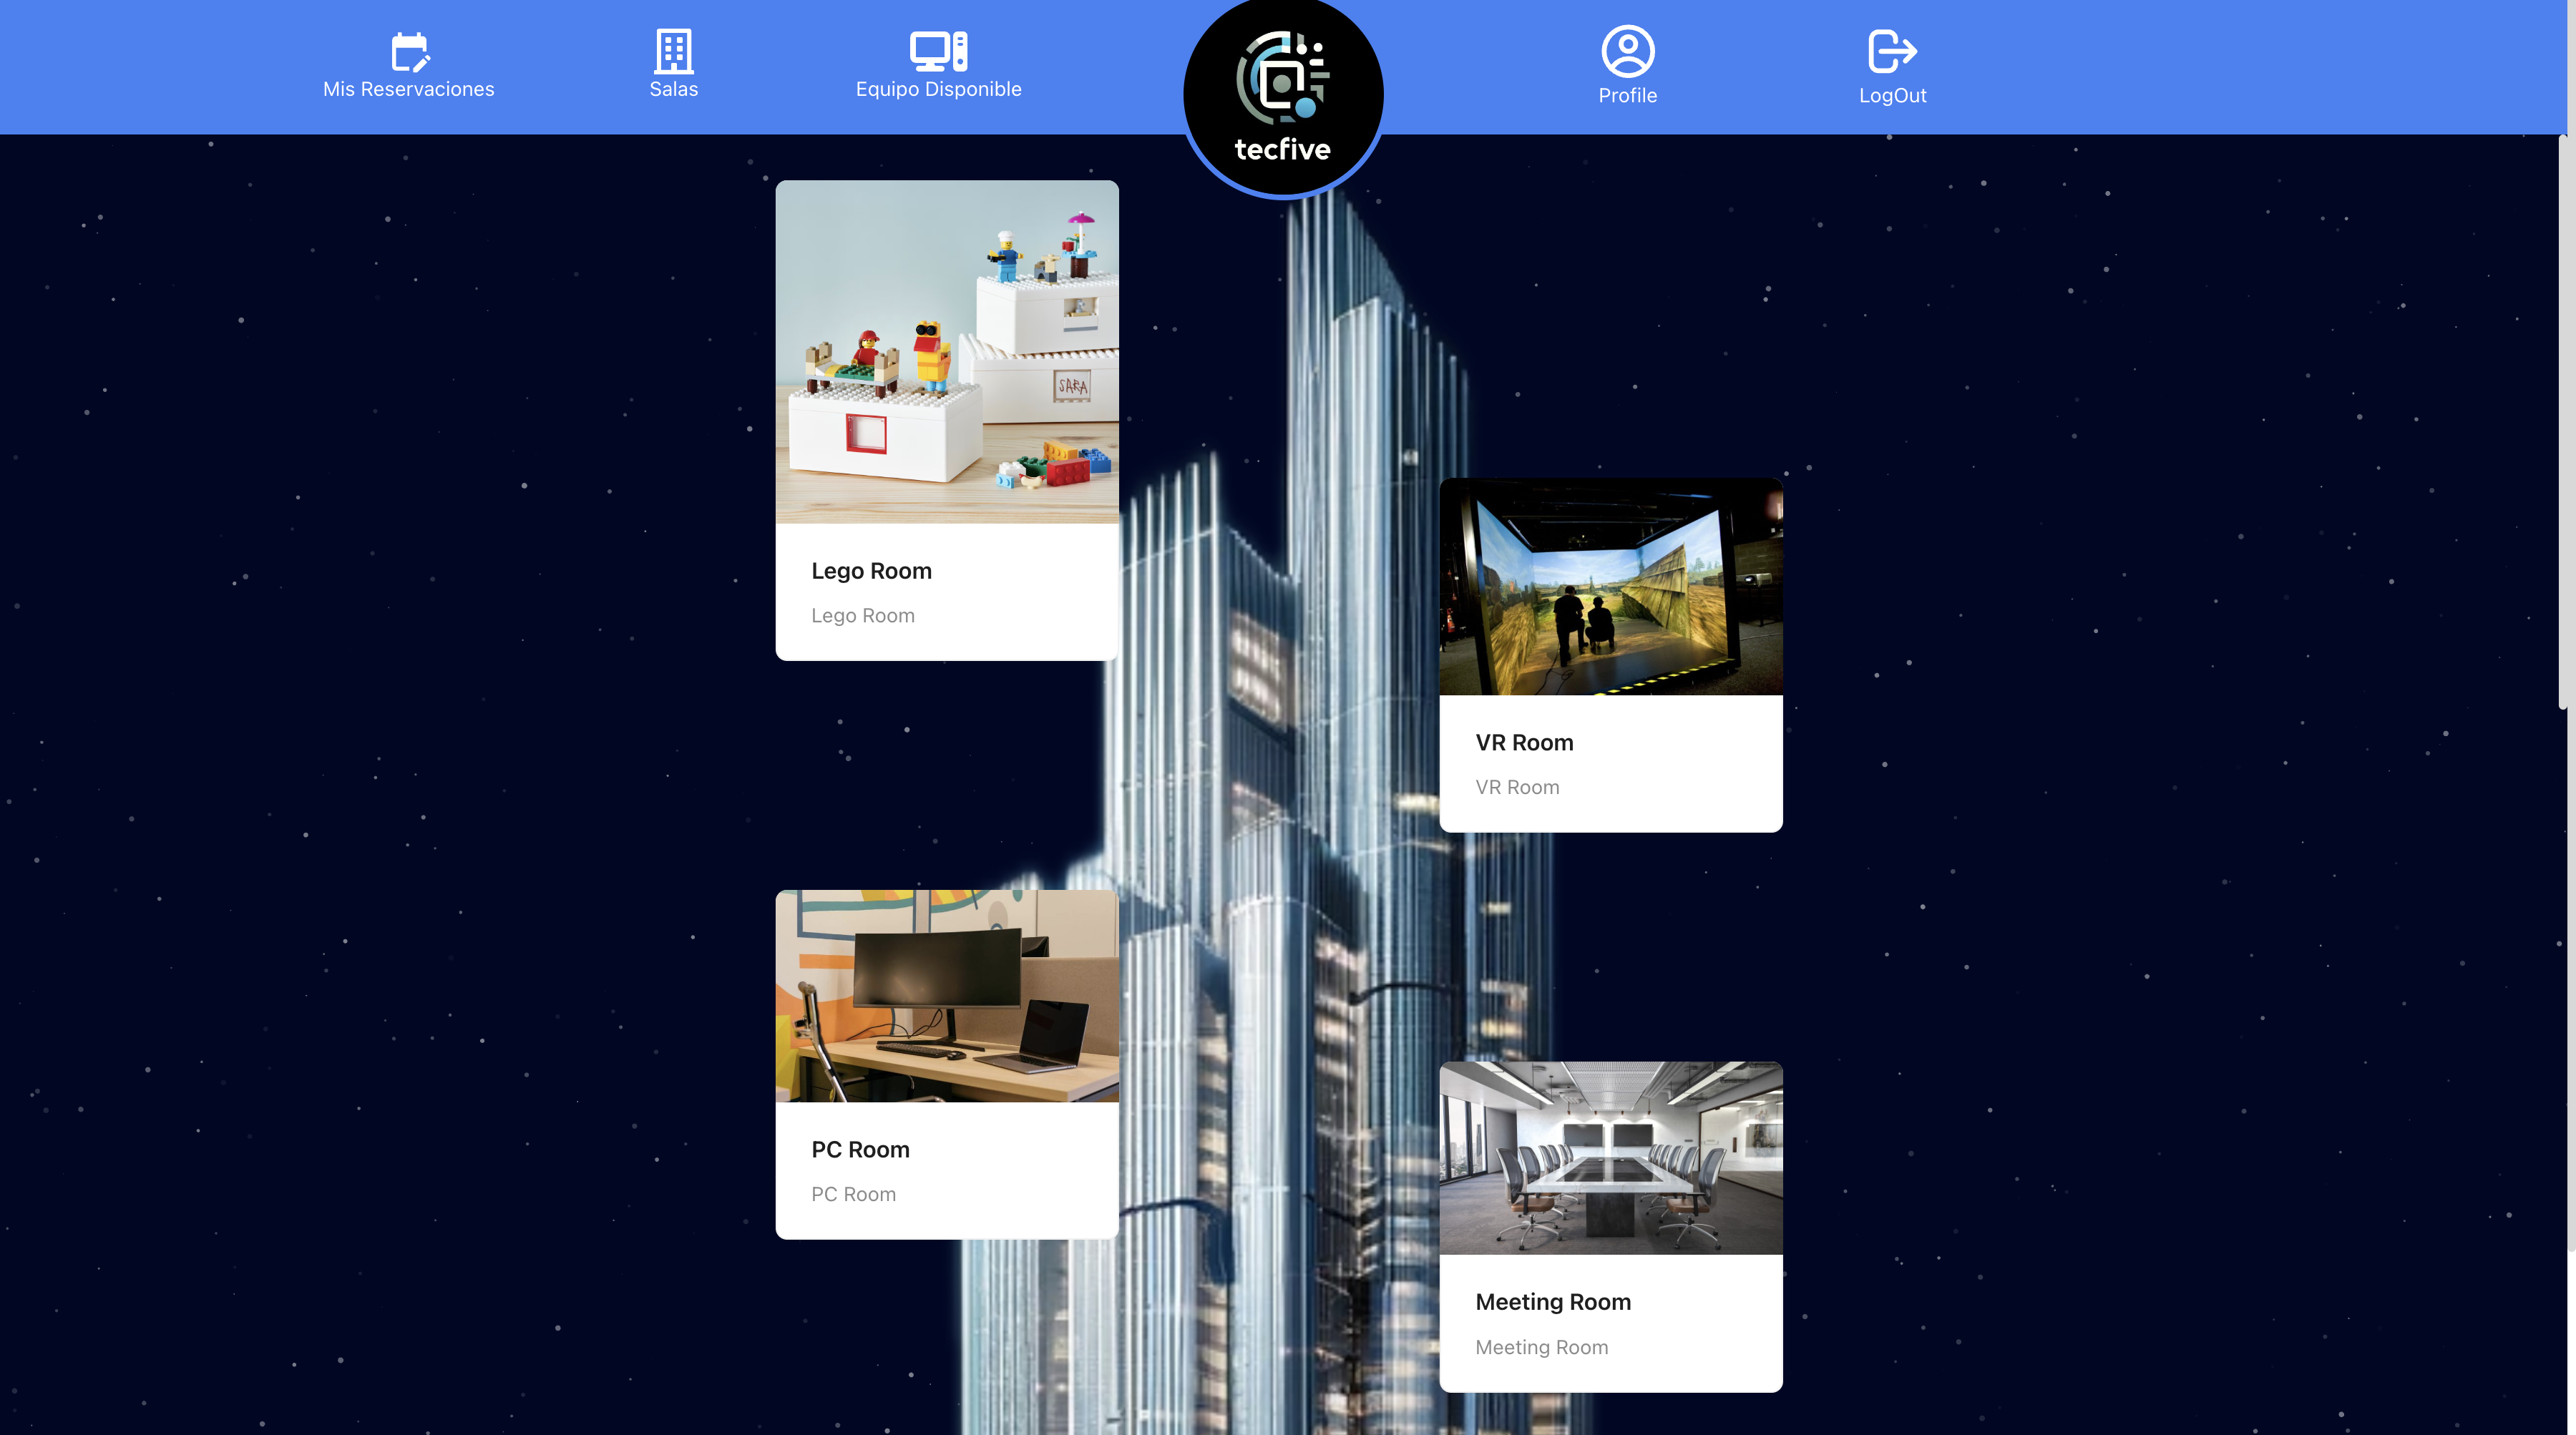 Mis Reservaciones
Salas
Equipo Disponible
tecfive
Profile
LogOut
SARA
Lego Room
Lego Room
VR Room
VR Room
PC Room
PC Room
Meeting Room
Meeting Room